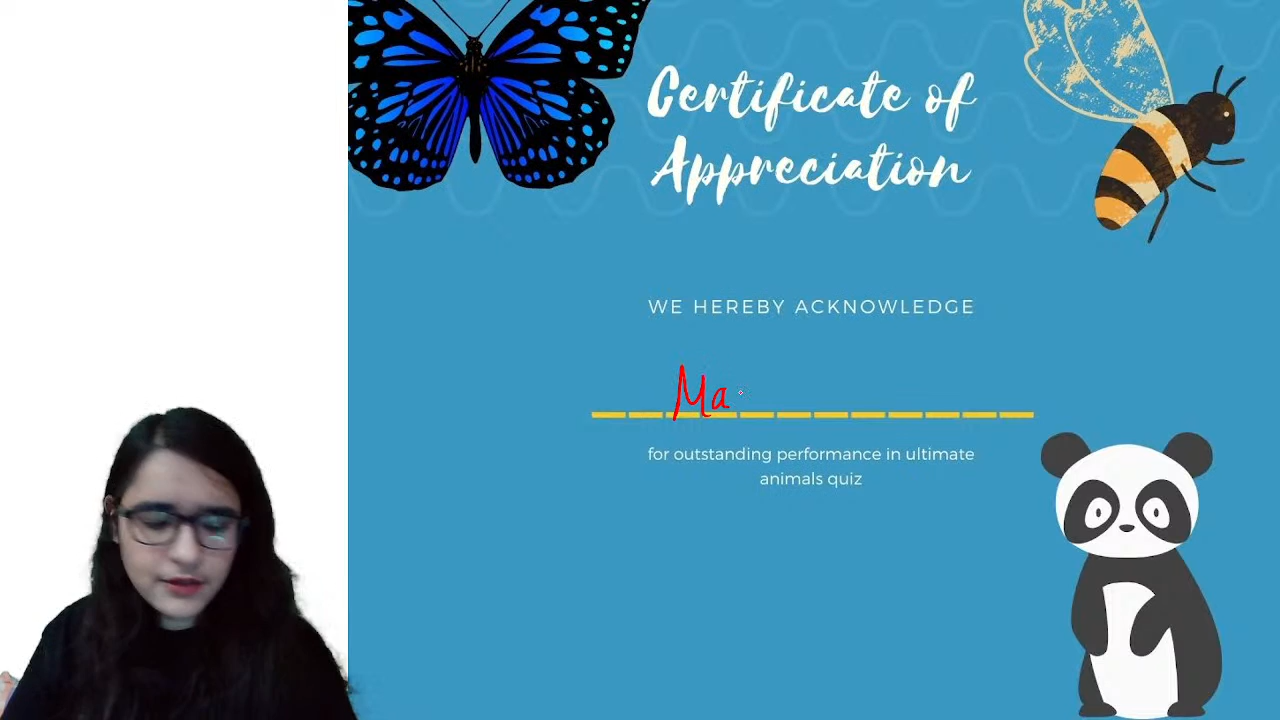 Certificate of
Appreciation
WE HEREBY ACKNOWLEDGE
Ma
for outstanding performance in ultimate
animals quiz